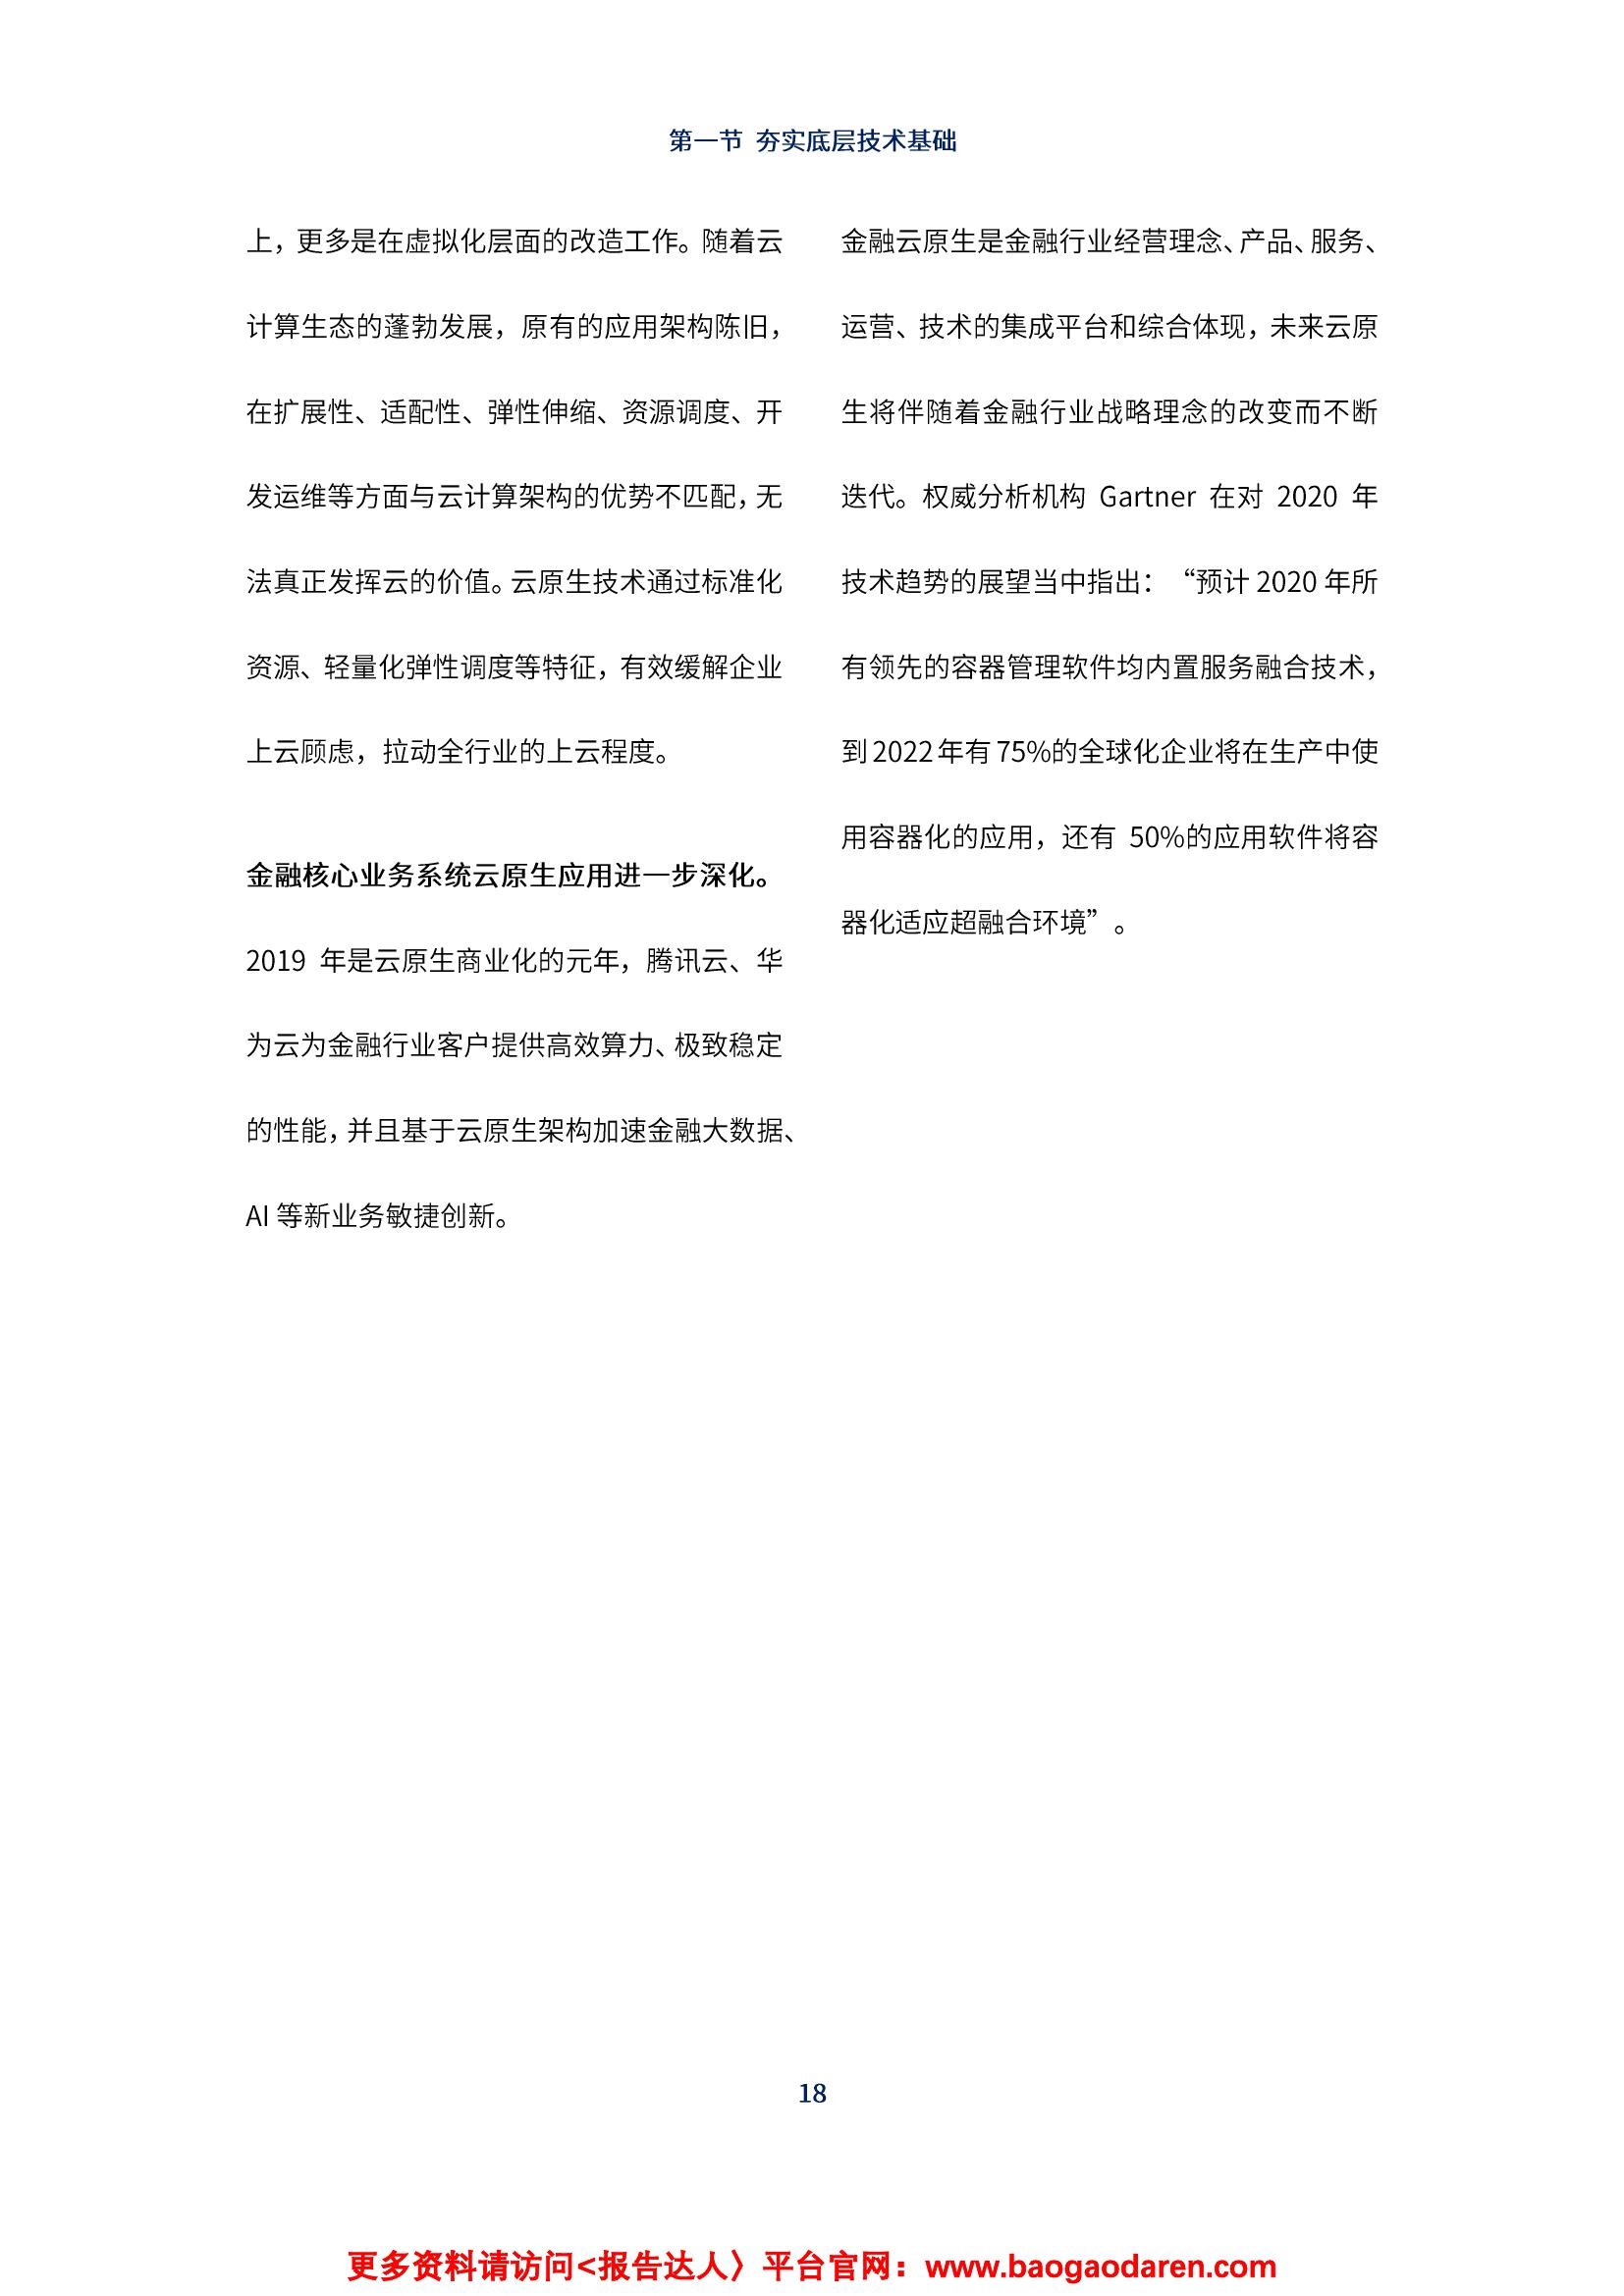 第一节 夯实底层技术基础
上，更多是在虚拟化层面的改造工作。随着云
计算生态的蓬勃发展，原有的应用架构陈旧，
在扩展性、适配性、弹性伸缩、资源调度、开
发运维等方面与云计算架构的优势不匹配，无
法真正发挥云的价值。云原生技术通过标准化
资源、轻量化弹性调度等特征，有效缓解企业
上云顾虑，拉动全行业的上云程度。
金融核心业务系统云原生应用进一步深化。
2019 年是云原生商业化的元年，腾讯云、华
为云为金融行业客户提供高效算力、极致稳定
的性能，并且基于云原生架构加速金融大数据、
AI 等新业务敏捷创新。
金融云原生是金融行业经营理念、产品、服务、
运营、技术的集成平台和综合体现，未来云原
生将伴随着金融行业战略理念的改变而不断
迭代。权威分析机构 Gartner 在对 2020 年
技术趋势的展望当中指出：“预计 2020 年所
有领先的容器管理软件均内置服务融合技术，
到 2022 年有 75%的全球化企业将在生产中使
用容器化的应用，还有 50%的应用软件将容
器化适应超融合环境”。
18
更多资料请访问<报告达人〉平台官网：www.baogaodaren.com